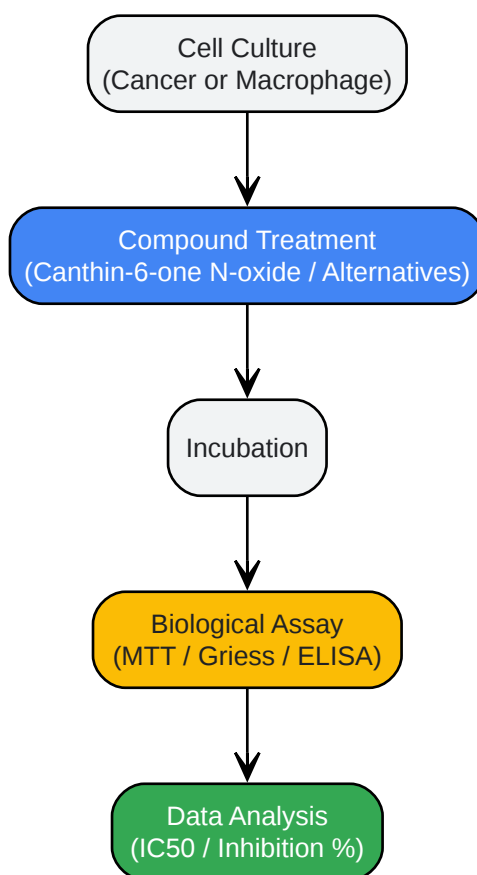 Cell Culture
(Cancer or Macrophage)
Compound Treatment
(Canthin-6-one N-oxide / Alternatives)
Incubation
Biological Assay
(MTT / Griess / ELISA)
Data Analysis
(IC50 / Inhibition %)